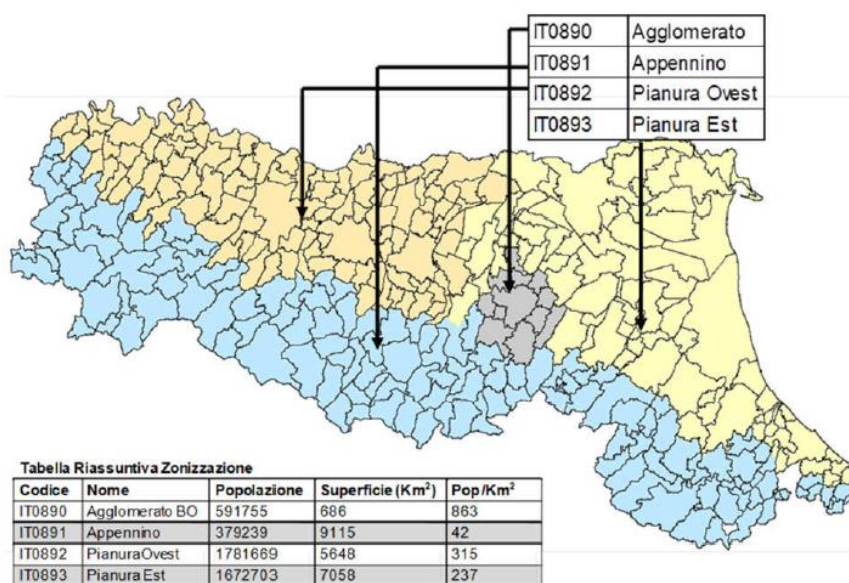 IT0890 Agglomerato
IT0891 Appennino
IT0892 Pianura Ovest
IT0893 Pianura Est
Tabella Riassuntiva Zonizzazione
Codice Nome Popolazione Superficie (Km²) Pop/Km²
IT0890 Agglomerato BO 591755 686 863
IT0891 Appennino 379239 9115 42
IT0892 PianuraOvest 1781669 5648 315
IT0893 Pianura Est 1672703 7058 237